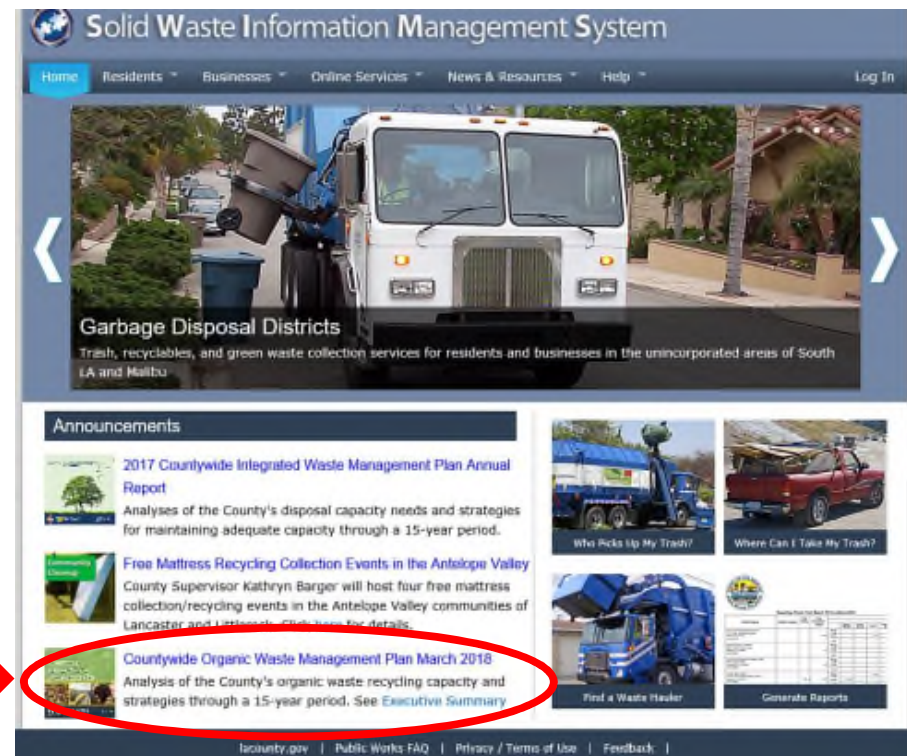 Solid Waste Information Management System
Home Residents Businesses Online Services News & Resources Help Log In
Garbage Disposal Districts
Trash, recyclables, and green waste collection services for residents and businesses in the unincorporated areas of South
LA and Malibu
Announcements
2017 Countywide Integrated Waste Management Plan Annual
Report
Analyses of the County's disposal capacity needs and strategies
for maintaining adequate capacity through a 15-year period.
Community
Cleanup
Free Mattress Recycling Collection Events in the Antelope Valley
County Supervisor Kathryn Barger will host four free mattress
collection/recycling events in the Antelope Valley communities of
Lancaster and Littlerock. Click here for details.
Countywide Organic Waste Management Plan March 2018
Analysis of the County's organic waste recycling capacity and
strategies through a 15-year period. See Executive Summary
Who Picks Up My Trash?
Where Can I Take My Trash?
Find a Waste Hauler
Generate Reports
lacounty.gov | Public Works FAQ | Privacy / Terms of Use | Feedback |